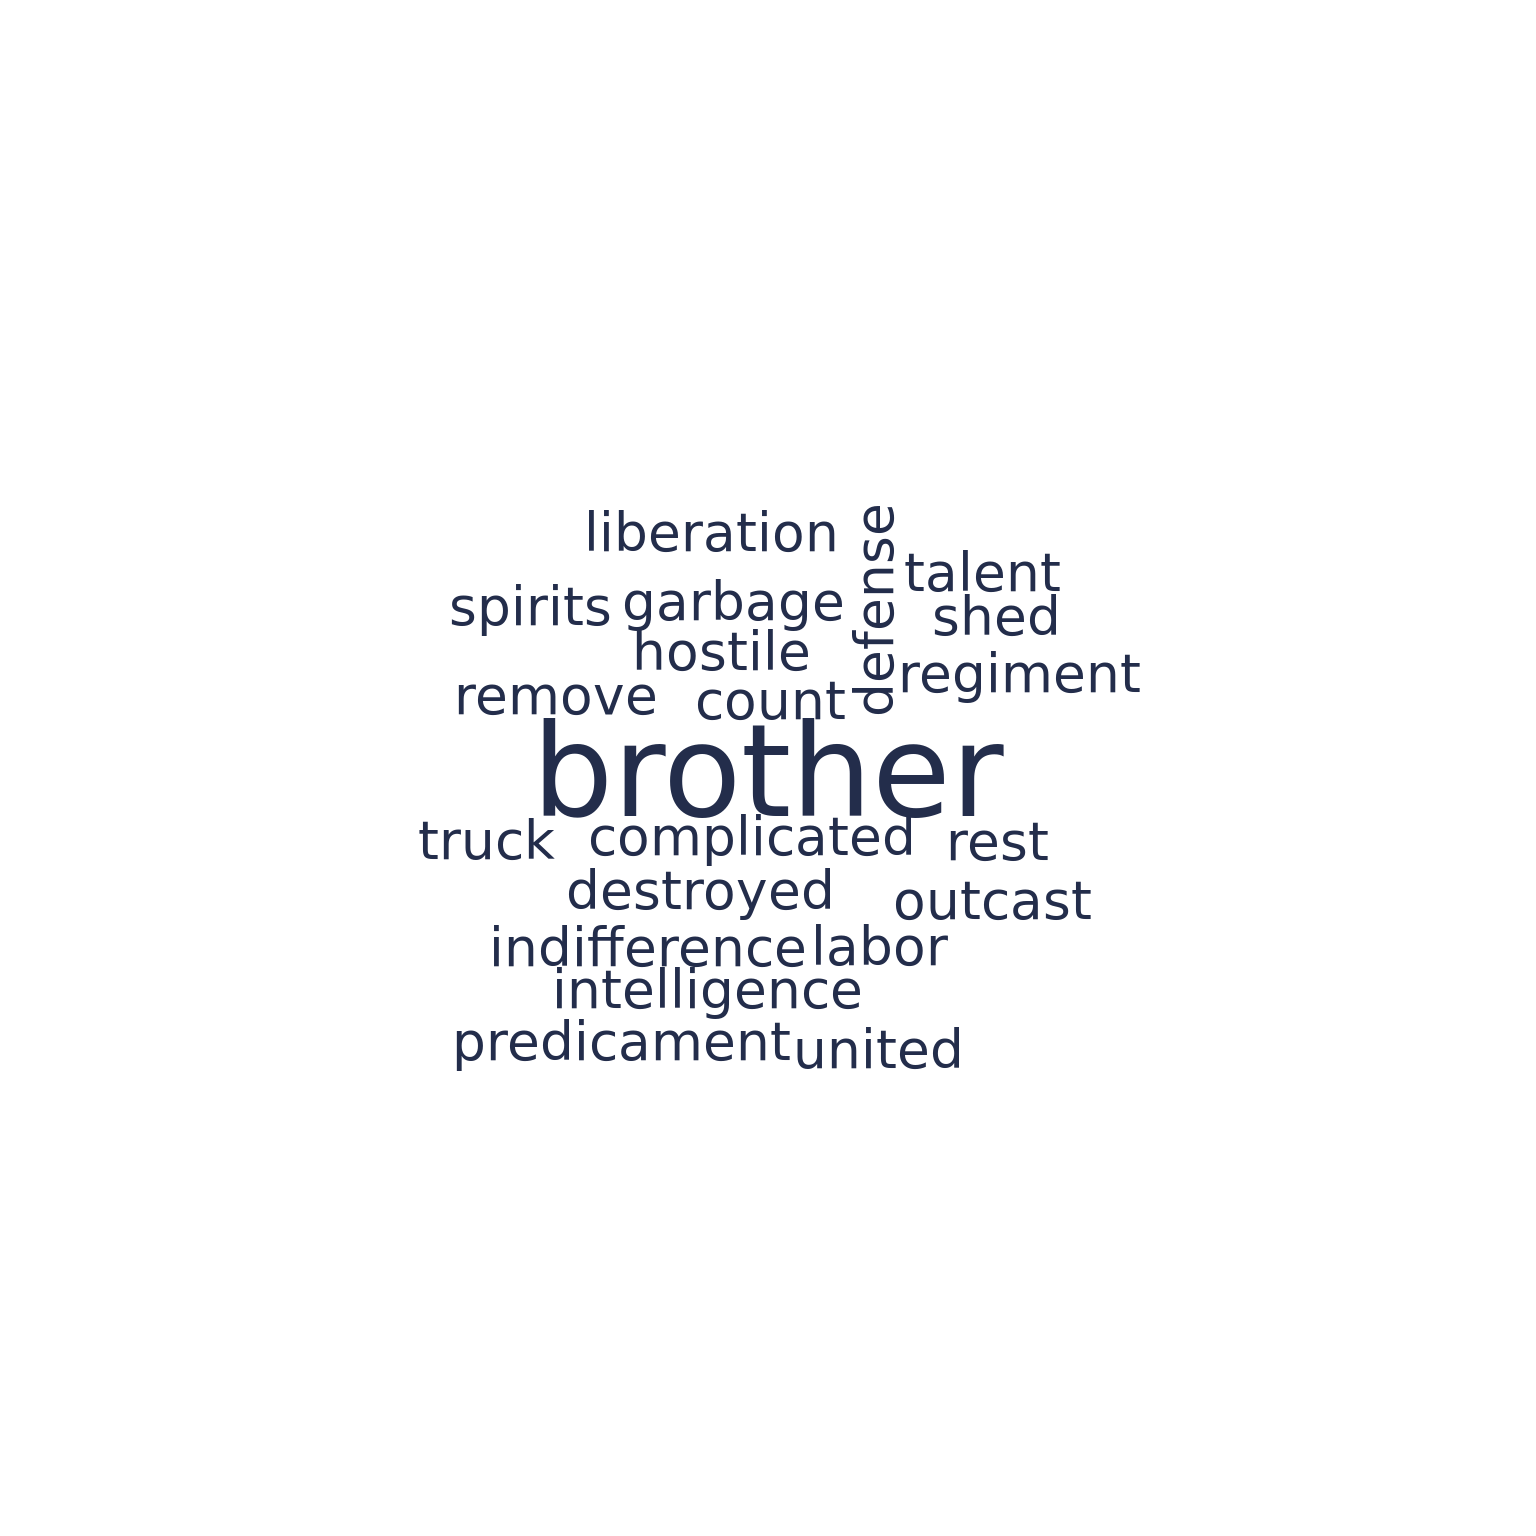 liberation
defense
talent
spirits garbage
shed
hostile
regiment
remove count
brother
truck complicated rest
destroyed
outcast
indifference labor
intelligence
predicament united